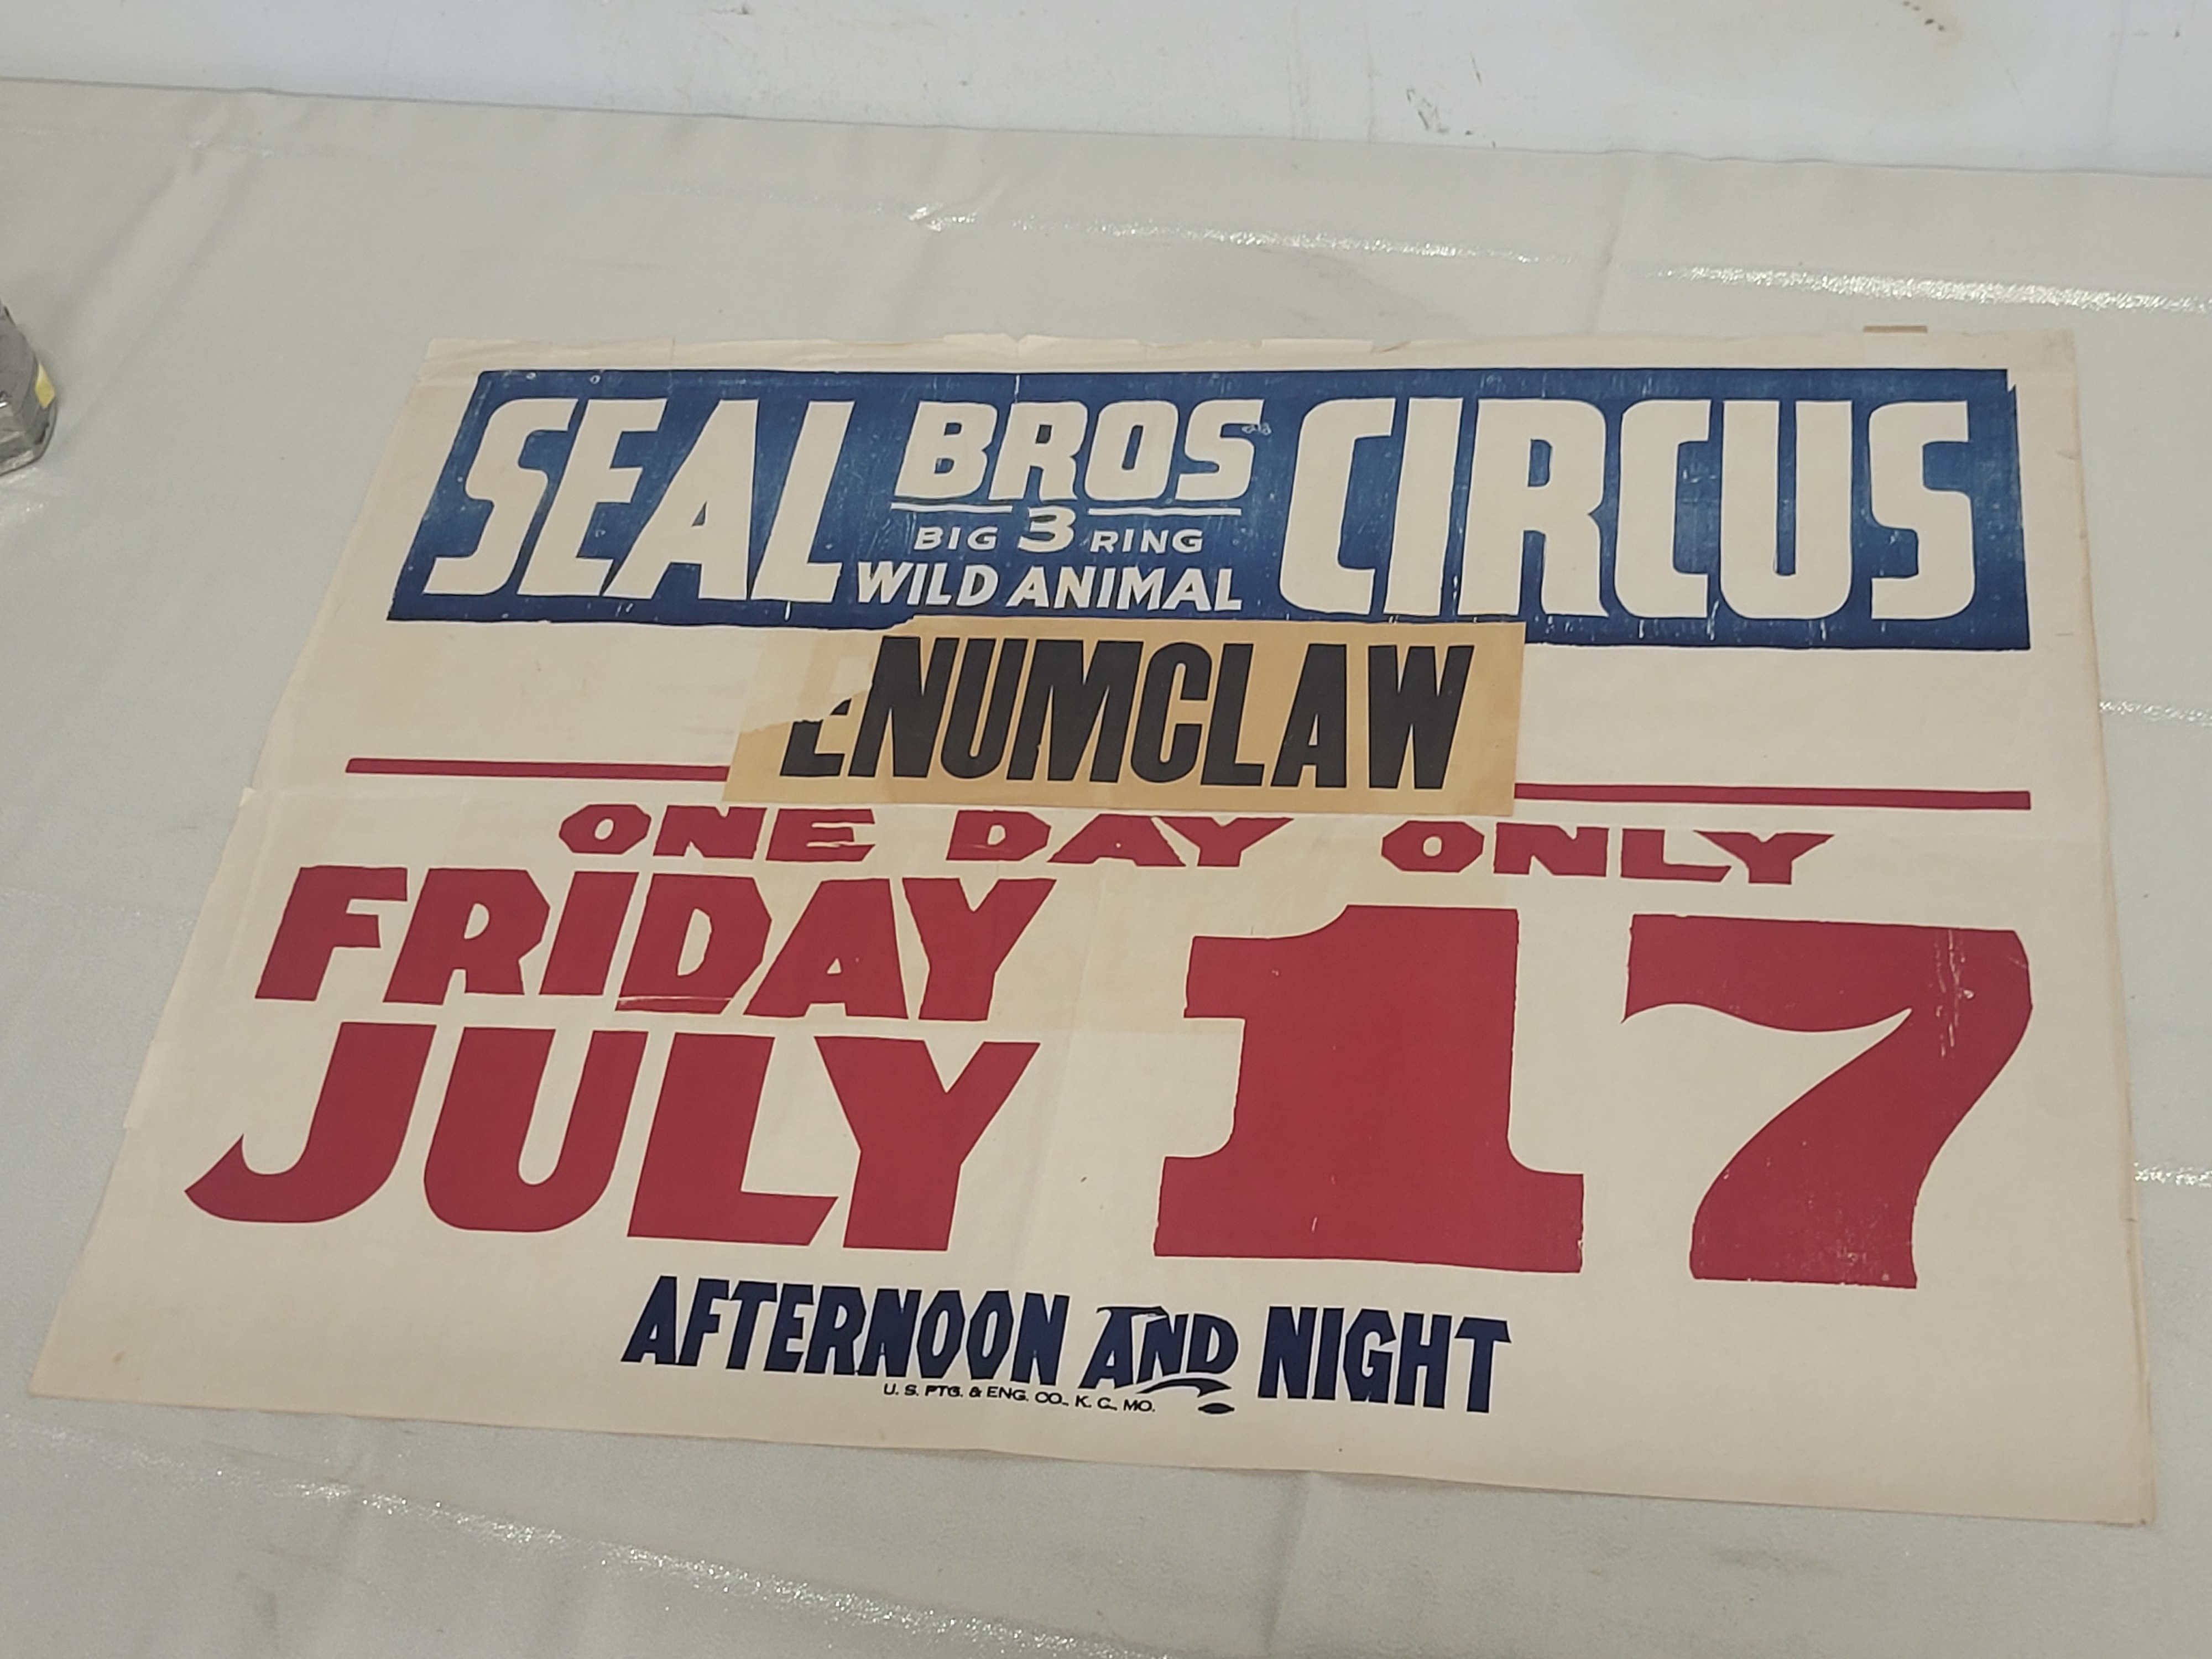 SEAL BROS CIRCUS
BIG 3 RING
WILD ANIMAL
ENUMCLAW
ONE DAY ONLY
FRIDAY
JULY 17
AFTERNOON AND NIGHT
U. S. PTG. & ENG. CO., K. C., MO.